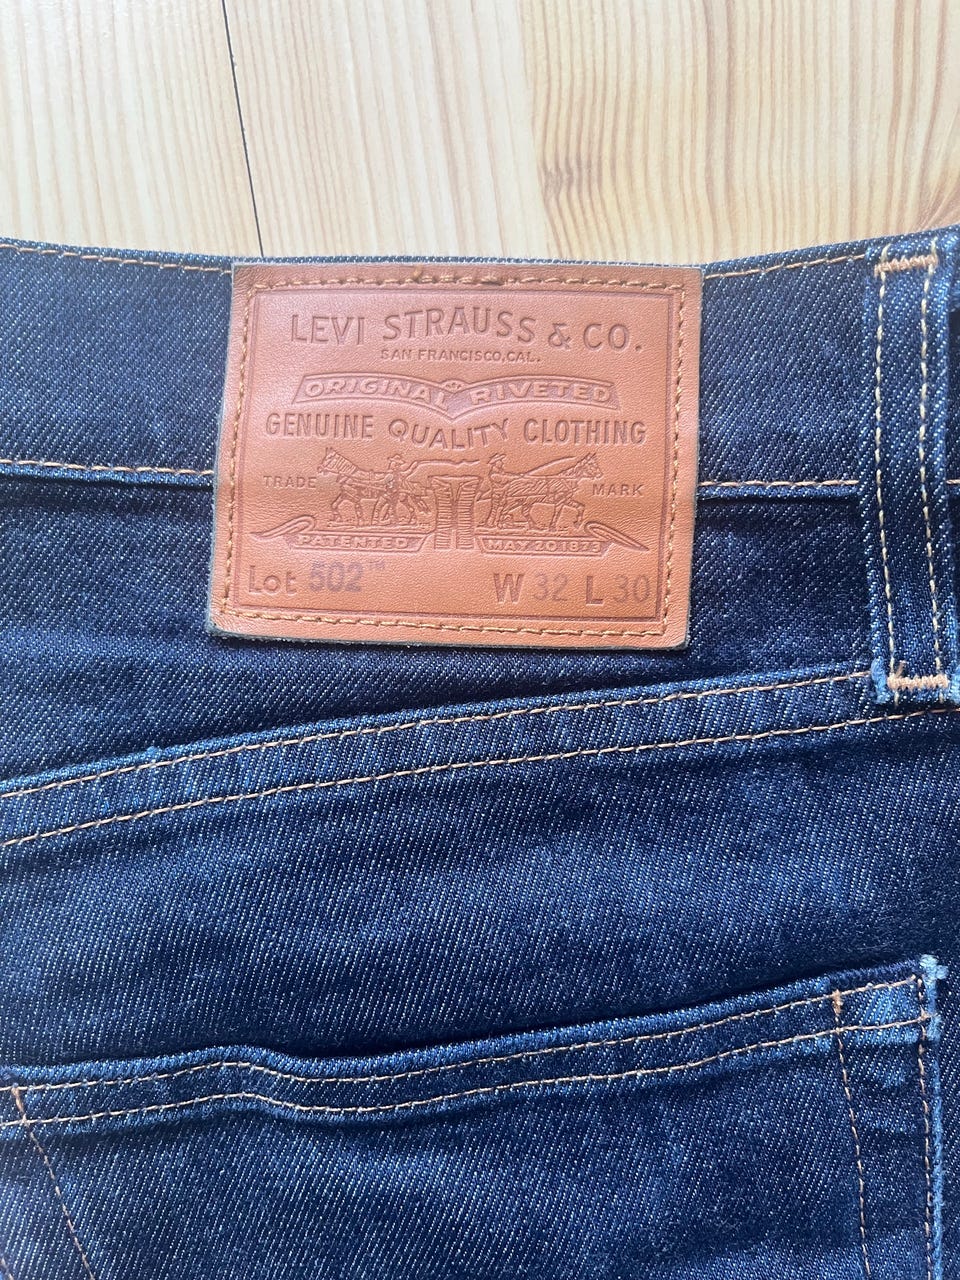 LEVI STRAUSS & CO.
SAN FRANCISCO, CAL.
ORIGINAL RIVETED
GENUINE QUALITY CLOTHING
TRADE MARK
PATENTED MAY 20 1873
Lot 502™ W 32 L 30